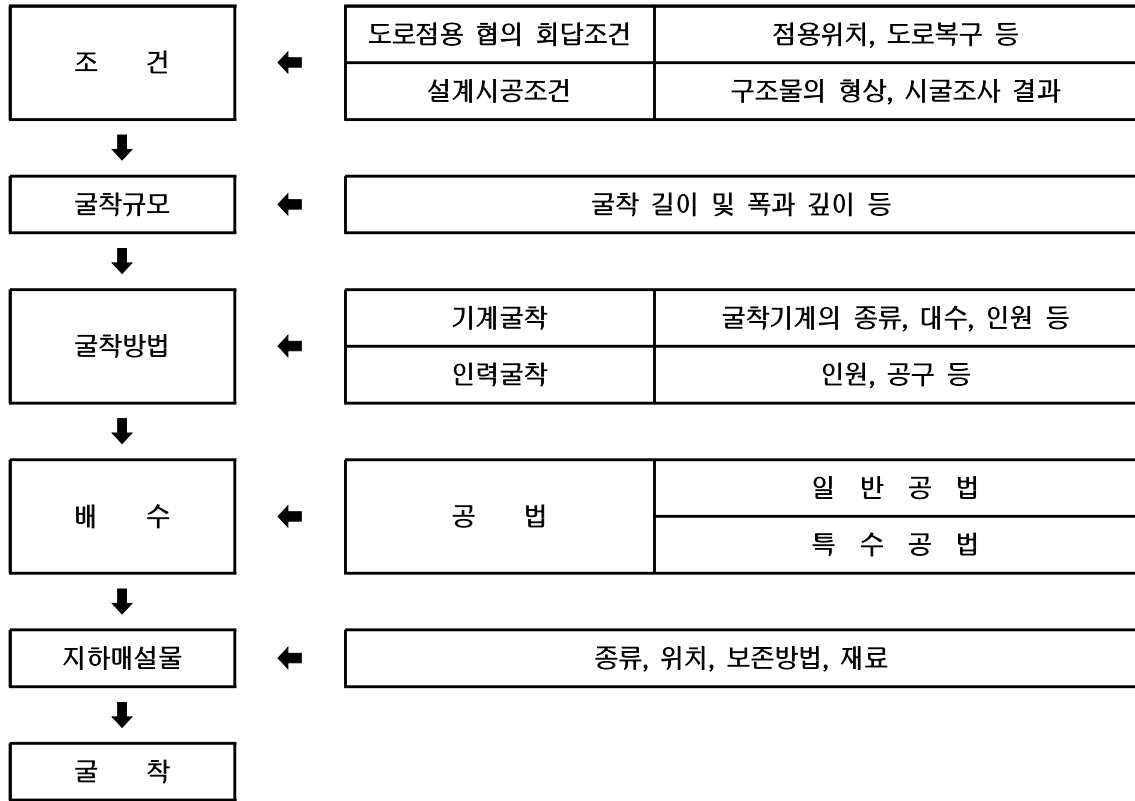 조 건
도로점용 협의 회답조건
점용위치, 도로복구 등
설계시공조건
구조물의 형상, 시굴조사 결과
굴착규모
굴착 길이 및 폭과 깊이 등
굴착방법
기계굴착
굴착기계의 종류, 대수, 인원 등
인력굴착
인원, 공구 등
배 수
공 법
일 반 공 법
특 수 공 법
지하매설물
종류, 위치, 보존방법, 재료
굴 착